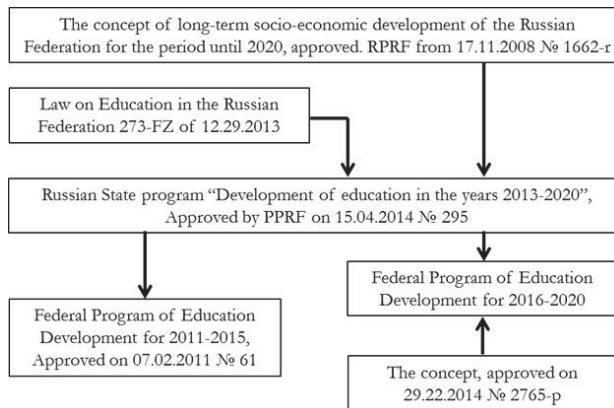 The concept of long-term socio-economic development of the Russian
Federation for the period until 2020, approved. RPRF from 17.11.2008 № 1662-r
Law on Education in the Russian
Federation 273-FZ of 12.29.2013
Russian State program “Development of education in the years 2013-2020”,
Approved by PPRF on 15.04.2014 № 295
Federal Program of Education
Development for 2011-2015,
Approved on 07.02.2011 № 61
Federal Program of Education
Development for 2016-2020
The concept, approved on
29.22.2014 № 2765-p